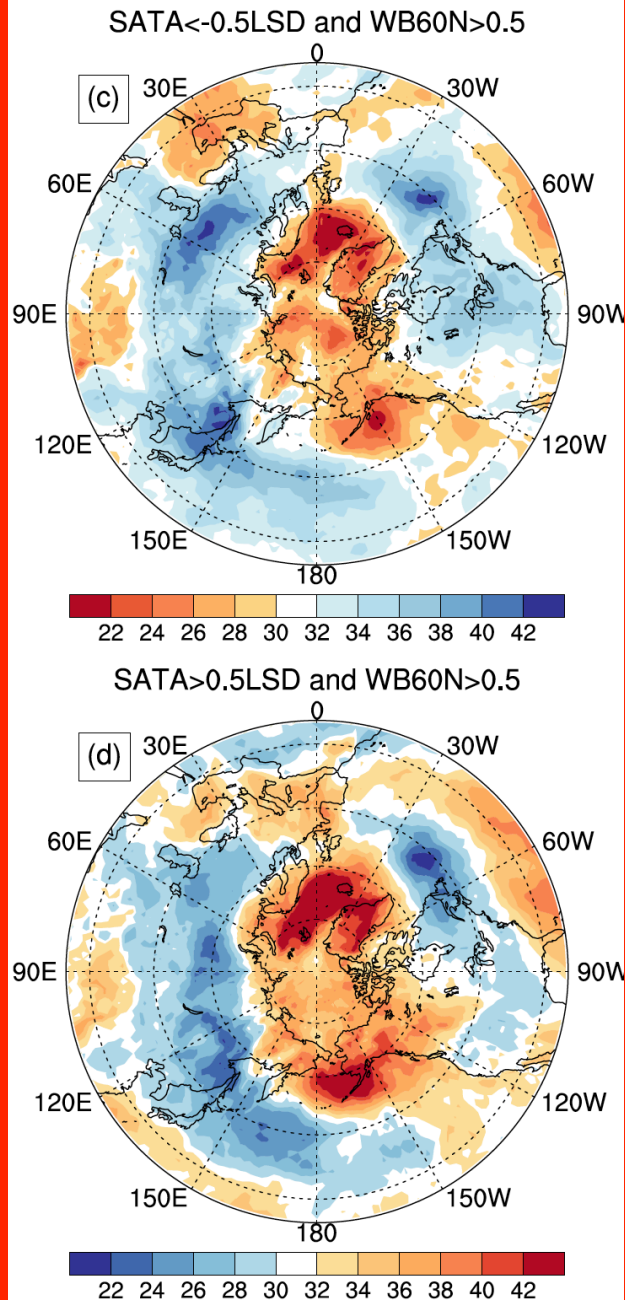 SATA<-0.5LSD and WB60N>0.5
(c)
0
30E
30W
60E
60W
90E
90W
120E
120W
150E
150W
180
22 24 26 28 30 32 34 36 38 40 42
SATA>0.5LSD and WB60N>0.5
(d)
0
30E
30W
60E
60W
90E
90W
120E
120W
150E
150W
180
22 24 26 28 30 32 34 36 38 40 42